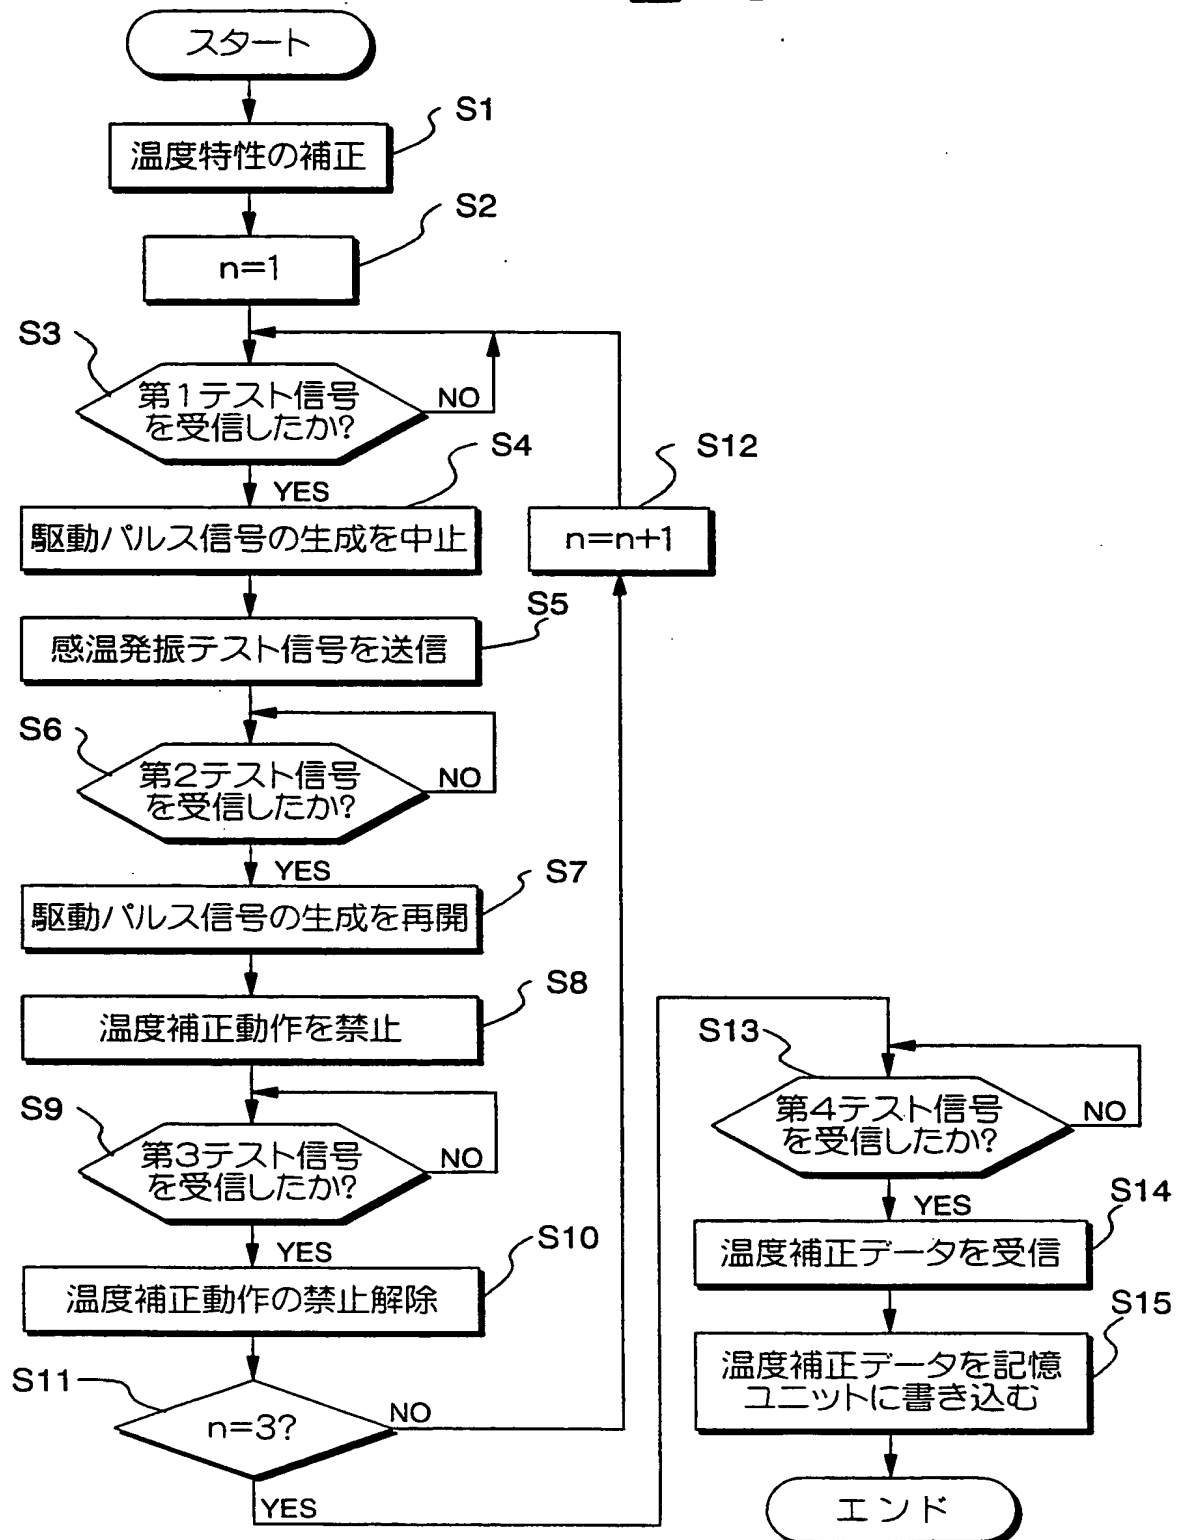 スタート
S1
温度特性の補正
S2
n=1
S3
第1テスト信号
を受信したか?
NO
YES
S4
駆動パルス信号の生成を中止
S12
n=n+1
S5
感温発振テスト信号を送信
S6
第2テスト信号
を受信したか?
NO
YES
S7
駆動パルス信号の生成を再開
S8
温度補正動作を禁止
S9
第3テスト信号
を受信したか?
NO
YES
S10
温度補正動作の禁止解除
S11
n=3?
NO
YES
S13
第4テスト信号
を受信したか?
NO
YES
S14
温度補正データを受信
S15
温度補正データを記憶
ユニットに書き込む
エンド